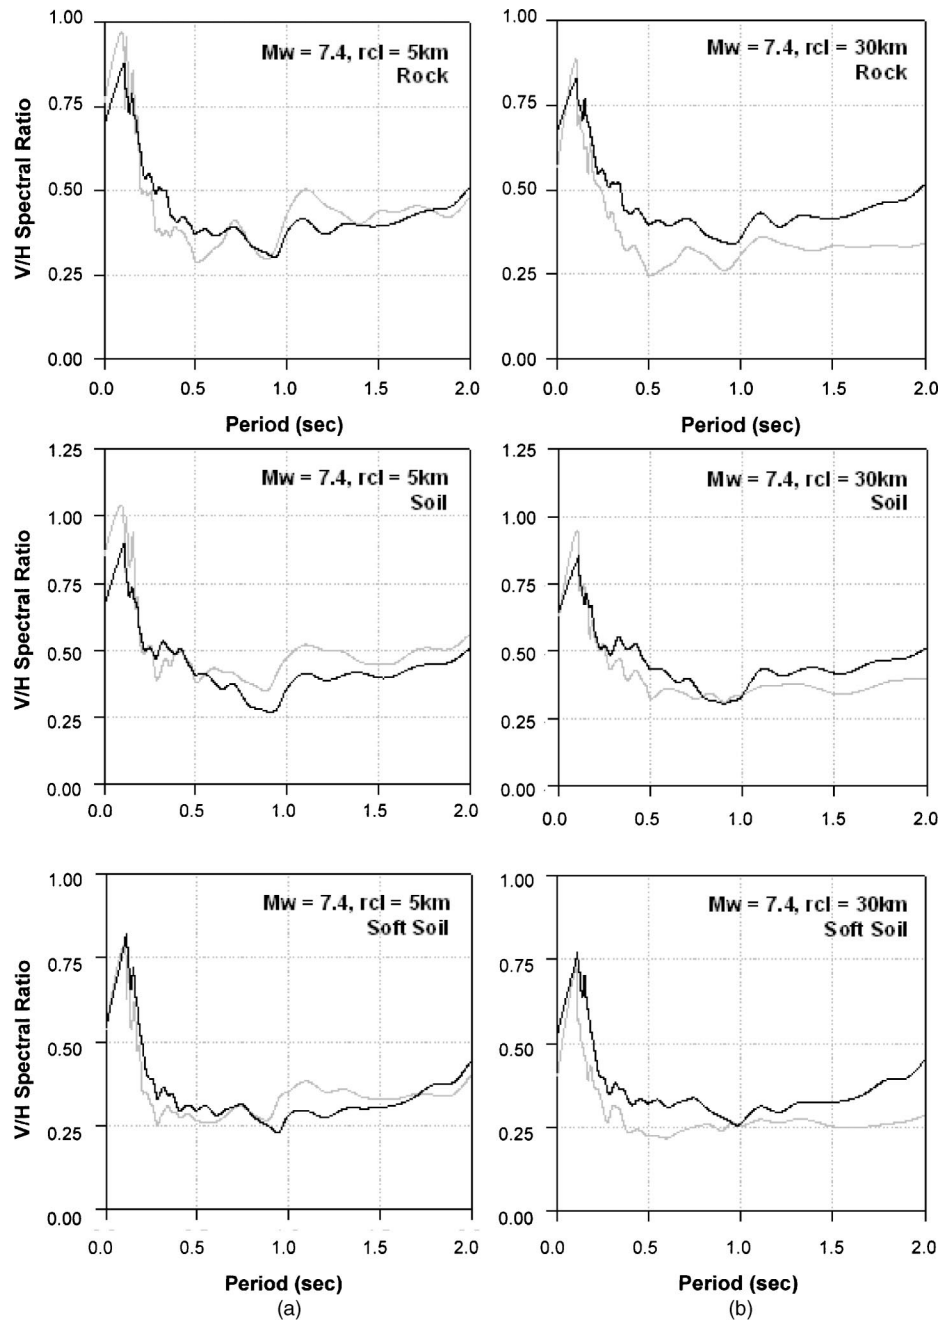 1.00
Mw = 7.4, rcl = 5km
Rock
0.75
0.50
0.25
0.00
V/H Spectral Ratio
0.0 0.5 1.0 1.5 2.0
Period (sec)
1.00
Mw = 7.4, rcl = 30km
Rock
0.75
0.50
0.25
0.00
V/H Spectral Ratio
0.0 0.5 1.0 1.5 2.0
Period (sec)
1.25
Mw = 7.4, rcl = 5km
Soil
1.00
0.75
0.50
0.25
0.00
V/H Spectral Ratio
0.0 0.5 1.0 1.5 2.0
1.25
Mw = 7.4, rcl = 30km
Soil
1.00
0.75
0.50
0.25
0.00
V/H Spectral Ratio
0.0 0.5 1.0 1.5 2.0
1.00
Mw = 7.4, rcl = 5km
Soft Soil
0.75
0.50
0.25
0.00
V/H Spectral Ratio
0.0 0.5 1.0 1.5 2.0
Period (sec)
(a)
1.00
Mw = 7.4, rcl = 30km
Soft Soil
0.75
0.50
0.25
0.00
V/H Spectral Ratio
0.0 0.5 1.0 1.5 2.0
Period (sec)
(b)